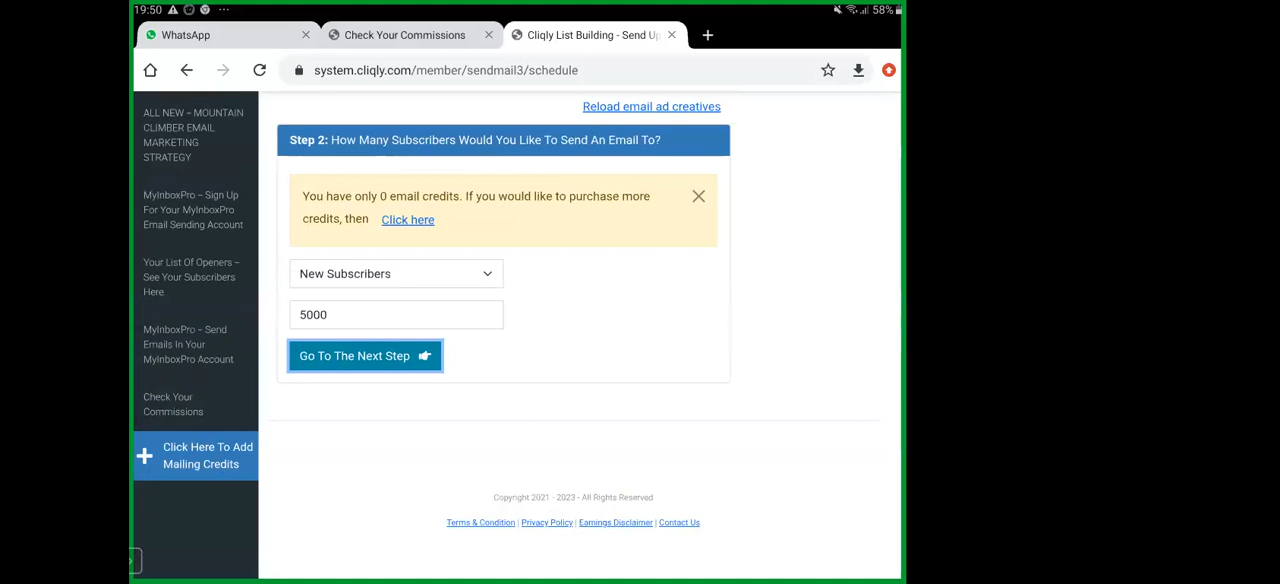 19:50 58%
WhatsApp
Check Your Commissions
Cliqly List Building - Send Up
system.cliqly.com/member/sendmail3/schedule
ALL NEW – MOUNTAIN
CLIMBER EMAIL
MARKETING
STRATEGY
MyInboxPro – Sign Up
For Your MyInboxPro
Email Sending Account
Your List Of Openers –
See Your Subscribers
Here
MyInboxPro – Send
Emails In Your
MyInboxPro Account
Check Your
Commissions
Click Here To Add
Mailing Credits
Reload email ad creatives
Step 2: How Many Subscribers Would You Like To Send An Email To?
You have only 0 email credits. If you would like to purchase more
credits, then Click here
New Subscribers
5000
Go To The Next Step
Copyright 2021 - 2023 - All Rights Reserved
Terms & Condition | Privacy Policy | Earnings Disclaimer | Contact Us